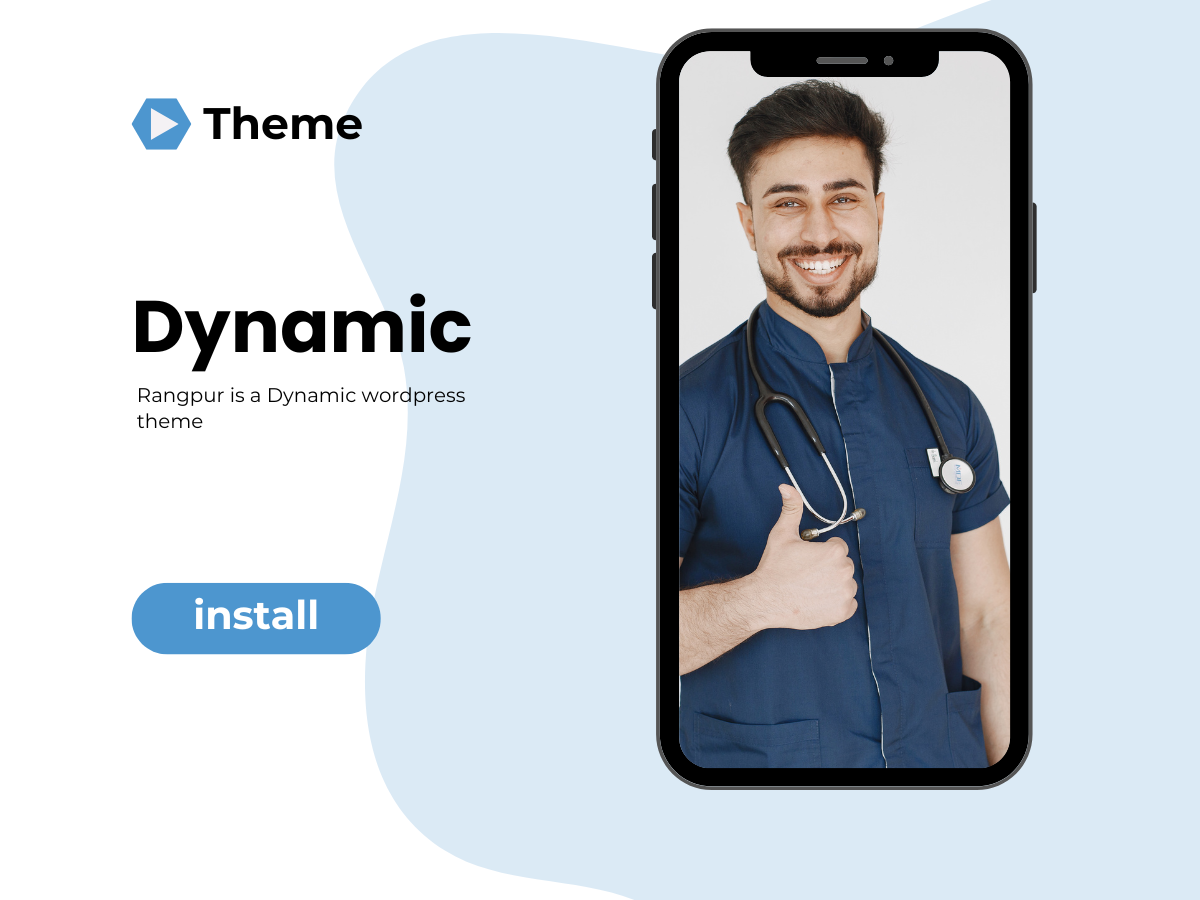 Theme
Dynamic
Rangpur is a Dynamic wordpress
theme
install